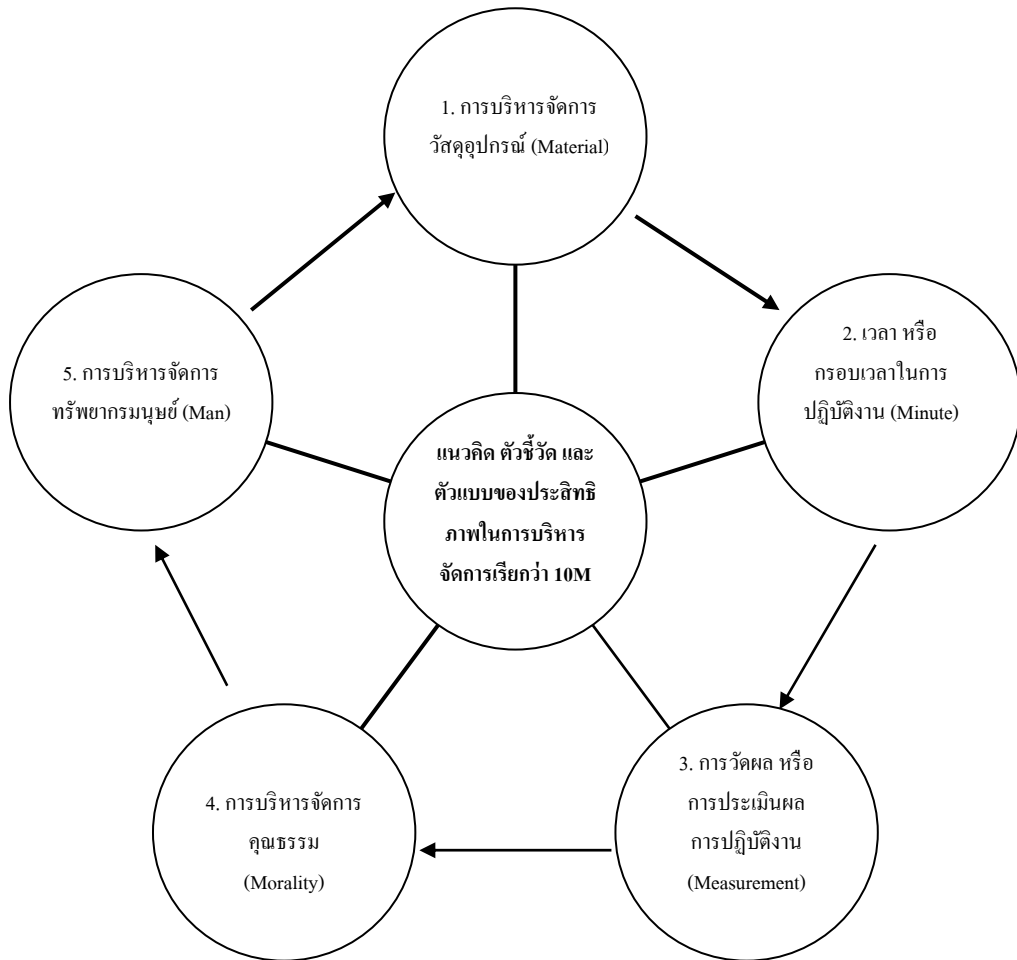 1. การบริหารจัดการ
วัสดุอุปกรณ์ (Material)
2. เวลา หรือ
กรอบเวลาในการ
ปฏิบัติงาน (Minute)
5. การบริหารจัดการ
ทรัพยากรมนุษย์ (Man)
แนวคิด ตัวชี้วัด และ
ตัวแบบของประสิทธิ
ภาพในการบริหาร
จัดการเรียกว่า 10M
3. การวัดผล หรือ
การประเมินผล
การปฏิบัติงาน
(Measurement)
4. การบริหารจัดการ
คุณธรรม
(Morality)